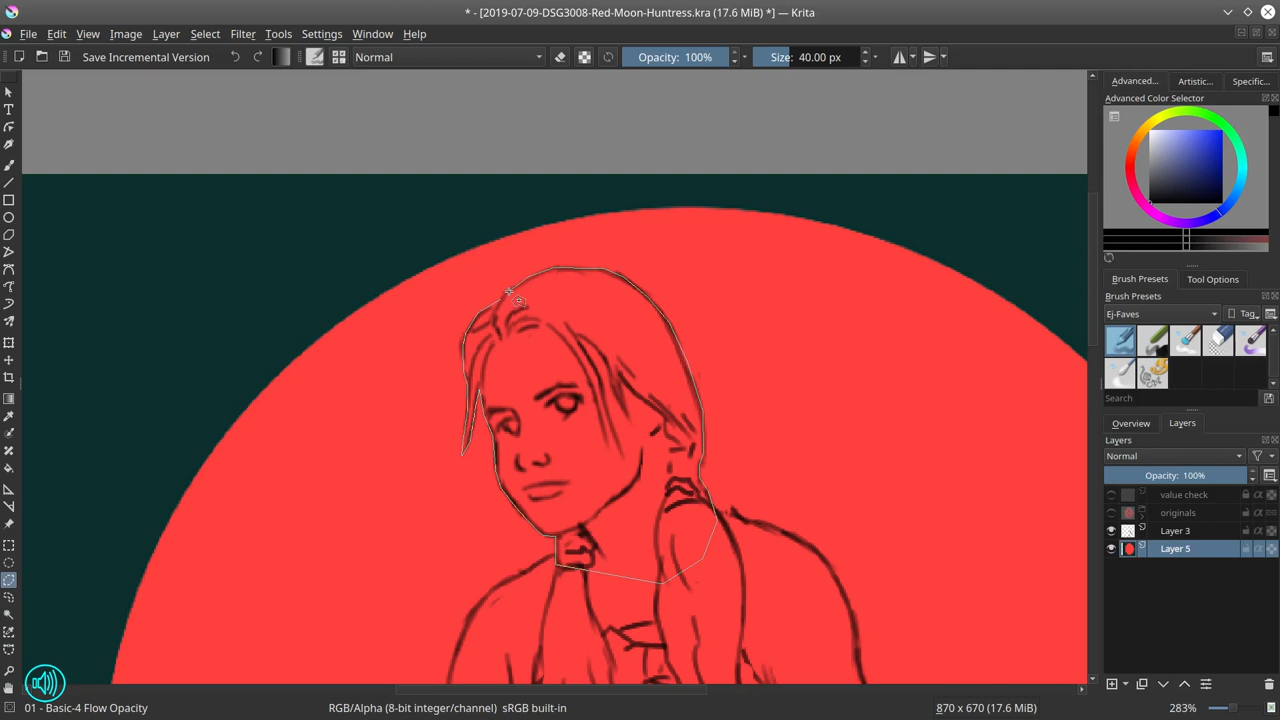 * - [2019-07-09-DSG3008-Red-Moon-Huntress.kra (17.6 MiB) *] — Krita
File Edit View Image Layer Select Filter Tools Settings Window Help
Save Incremental Version Normal Opacity: 100% Size: 40.00 px
Advanced... Artistic... Specific...
Advanced Color Selector
Brush Presets Tool Options
Brush Presets
Ej-Faves Tag
Search
Overview Layers
Layers
Normal
Opacity: 100%
value check
originals
Layer 3
Layer 5
01 - Basic-4 Flow Opacity RGB/Alpha (8-bit integer/channel) sRGB built-in 870 x 670 (17.6 MiB) 283%